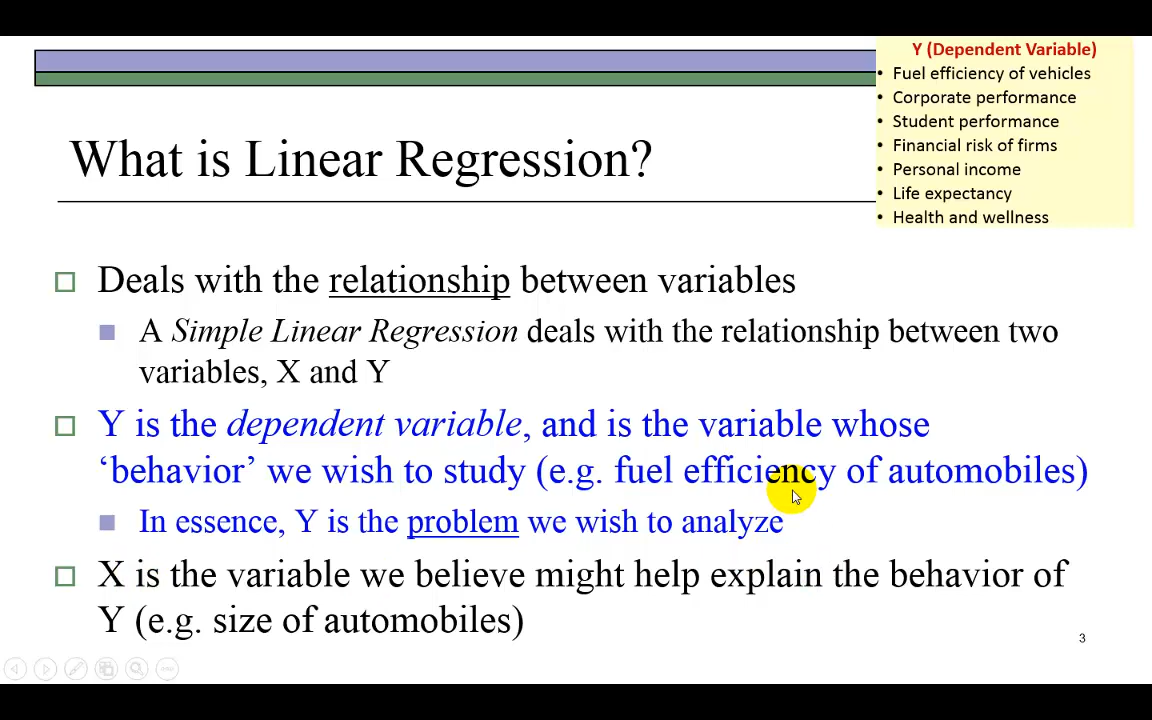 Y (Dependent Variable)
• Fuel efficiency of vehicles
• Corporate performance
• Student performance
• Financial risk of firms
• Personal income
• Life expectancy
• Health and wellness
What is Linear Regression?
Deals with the relationship between variables
A Simple Linear Regression deals with the relationship between two
variables, X and Y
Y is the dependent variable, and is the variable whose
‘behavior’ we wish to study (e.g. fuel efficiency of automobiles)
In essence, Y is the problem we wish to analyze
X is the variable we believe might help explain the behavior of
Y (e.g. size of automobiles)
3